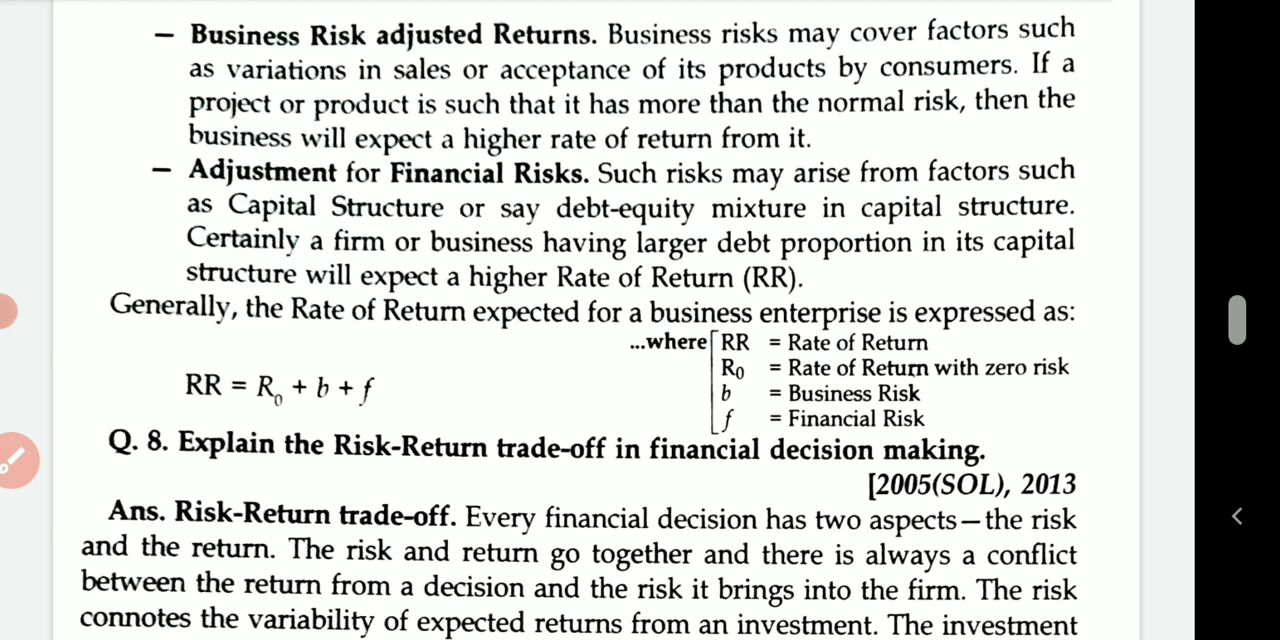 – Business Risk adjusted Returns. Business risks may cover factors such
as variations in sales or acceptance of its products by consumers. If a
project or product is such that it has more than the normal risk, then the
business will expect a higher rate of return from it.
– Adjustment for Financial Risks. Such risks may arise from factors such
as Capital Structure or say debt-equity mixture in capital structure.
Certainly a firm or business having larger debt proportion in its capital
structure will expect a higher Rate of Return (RR).
Generally, the Rate of Return expected for a business enterprise is expressed as:
RR = R₀ + b + f
...where RR = Rate of Return
R₀ = Rate of Return with zero risk
b = Business Risk
f = Financial Risk
Q. 8. Explain the Risk-Return trade-off in financial decision making.
[2005(SOL), 2013
Ans. Risk-Return trade-off. Every financial decision has two aspects—the risk
and the return. The risk and return go together and there is always a conflict
between the return from a decision and the risk it brings into the firm. The risk
connotes the variability of expected returns from an investment. The investment